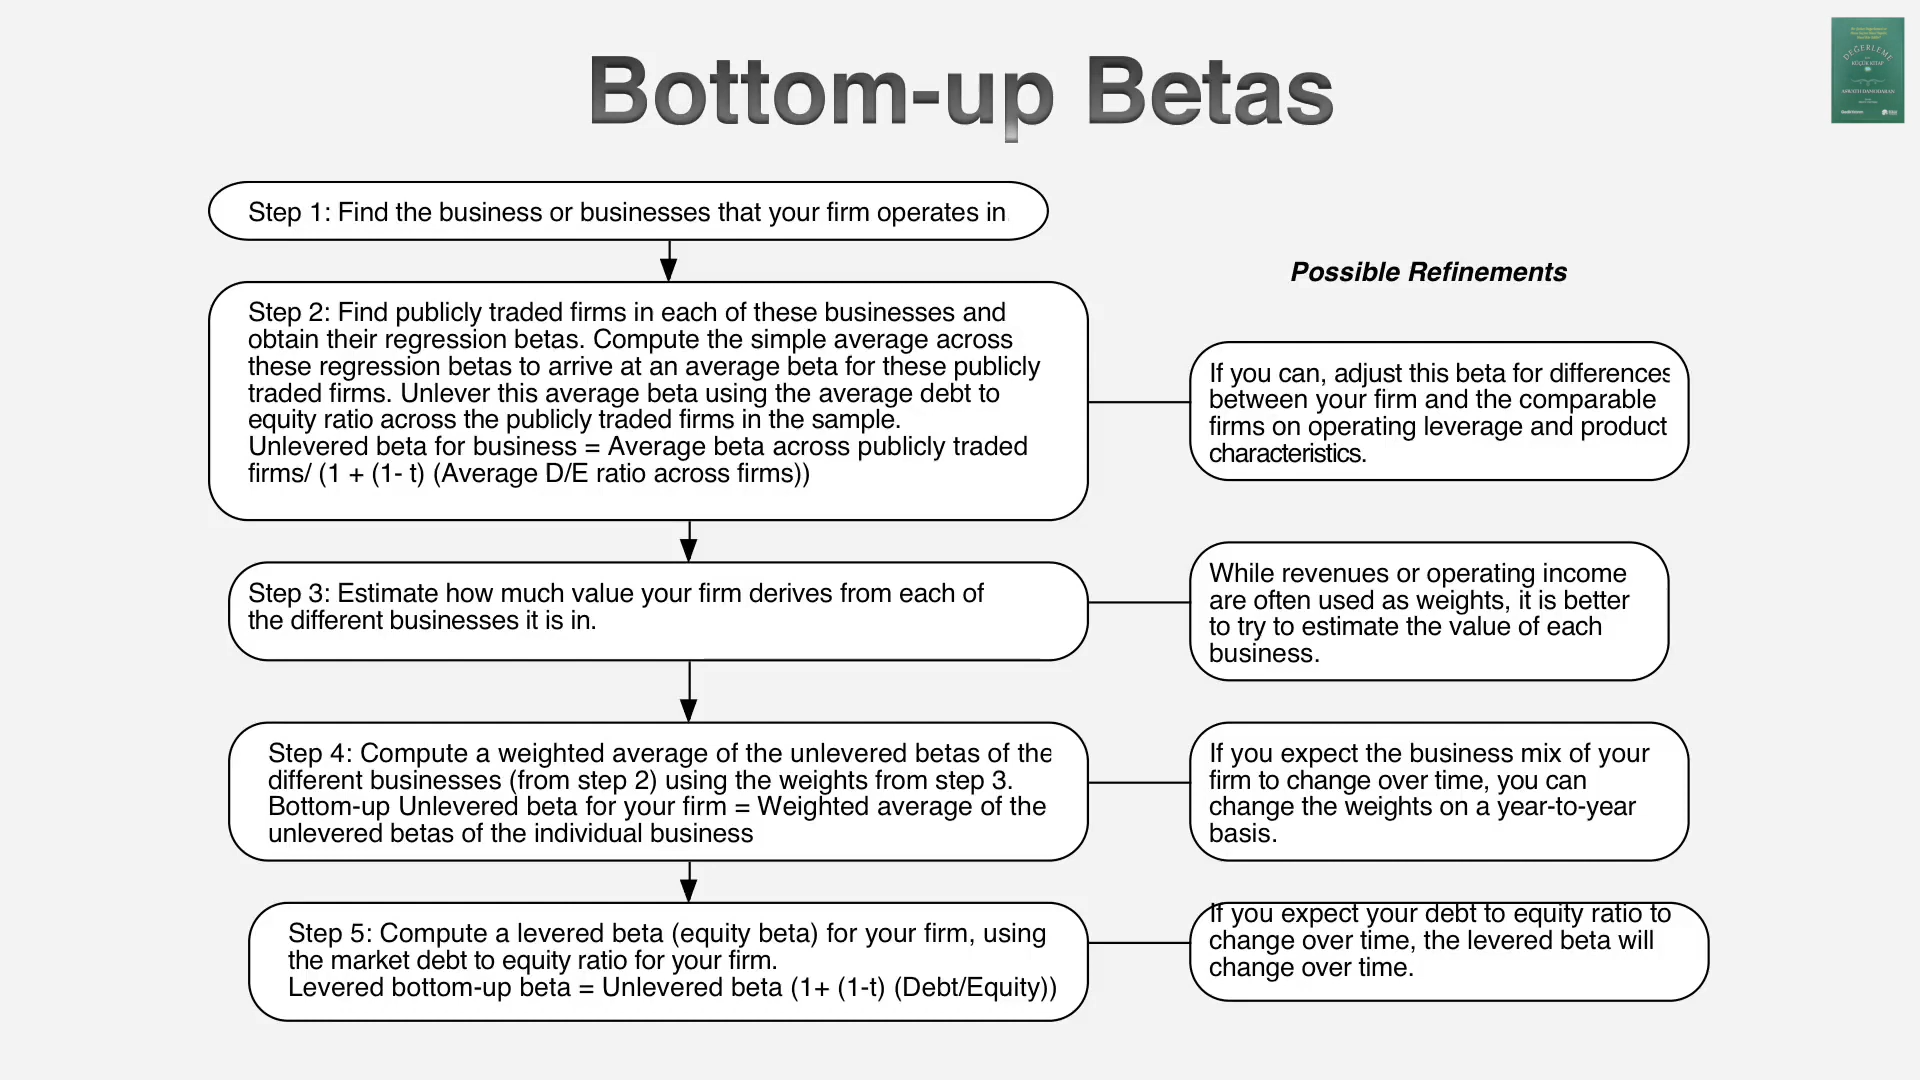 Bottom-up Betas
DEĞERLEME
KÜÇÜK KİTAP
ASWATH DAMODARAN
Step 1: Find the business or businesses that your firm operates in.
Possible Refinements
Step 2: Find publicly traded firms in each of these businesses and
obtain their regression betas. Compute the simple average across
these regression betas to arrive at an average beta for these publicly
traded firms. Unlever this average beta using the average debt to
equity ratio across the publicly traded firms in the sample.
Unlevered beta for business = Average beta across publicly traded
firms/ (1 + (1- t) (Average D/E ratio across firms))
If you can, adjust this beta for differences
between your firm and the comparable
firms on operating leverage and product
characteristics.
Step 3: Estimate how much value your firm derives from each of
the different businesses it is in.
While revenues or operating income
are often used as weights, it is better
to try to estimate the value of each
business.
Step 4: Compute a weighted average of the unlevered betas of the
different businesses (from step 2) using the weights from step 3.
Bottom-up Unlevered beta for your firm = Weighted average of the
unlevered betas of the individual business
If you expect the business mix of your
firm to change over time, you can
change the weights on a year-to-year
basis.
Step 5: Compute a levered beta (equity beta) for your firm, using
the market debt to equity ratio for your firm.
Levered bottom-up beta = Unlevered beta (1+ (1-t) (Debt/Equity))
If you expect your debt to equity ratio to
change over time, the levered beta will
change over time.